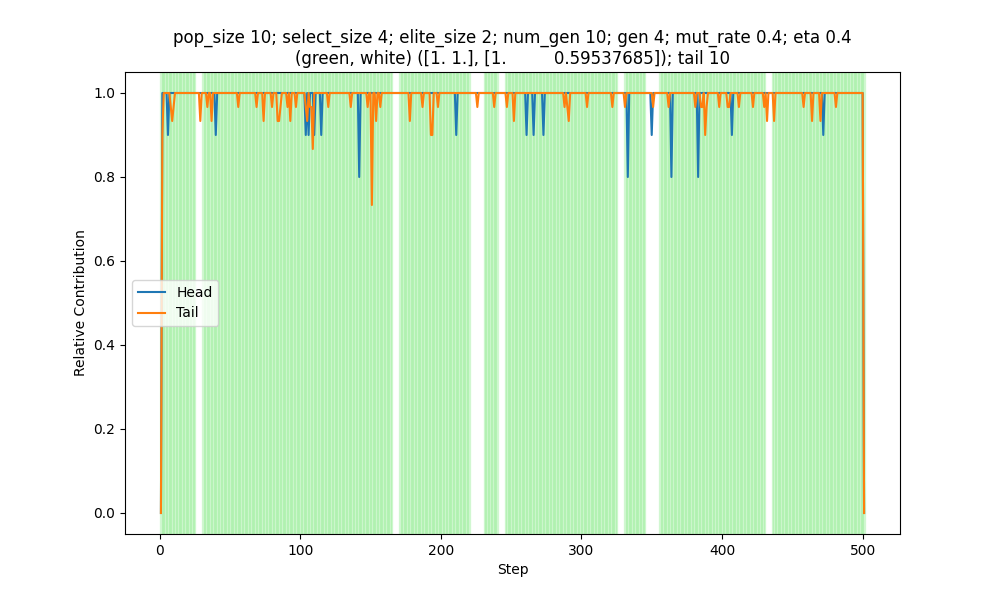 pop_size 10; select_size 4; elite_size 2; num_gen 10; gen 4; mut_rate 0.4; eta 0.4
(green, white) ([1. 1.], [1.          0.59537685]); tail 10
Relative Contribution
1.0
0.8
0.6
0.4
0.2
0.0
Head
Tail
0 100 200 300 400 500
Step